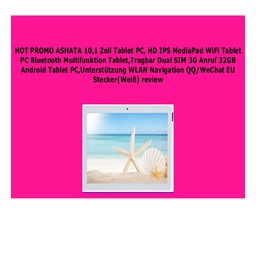 HOT PROMO ASHATA 10,1 Zoll Tablet PC, HD IPS MediaPad WiFi Tablet
PC Bluetooth Multifunktion Tablet,Tragbar Dual SIM 3G Anruf 32GB
Android Tablet PC,Unterstützung WLAN Navigation QQ/WeChat EU
Stecker(Weiß) review